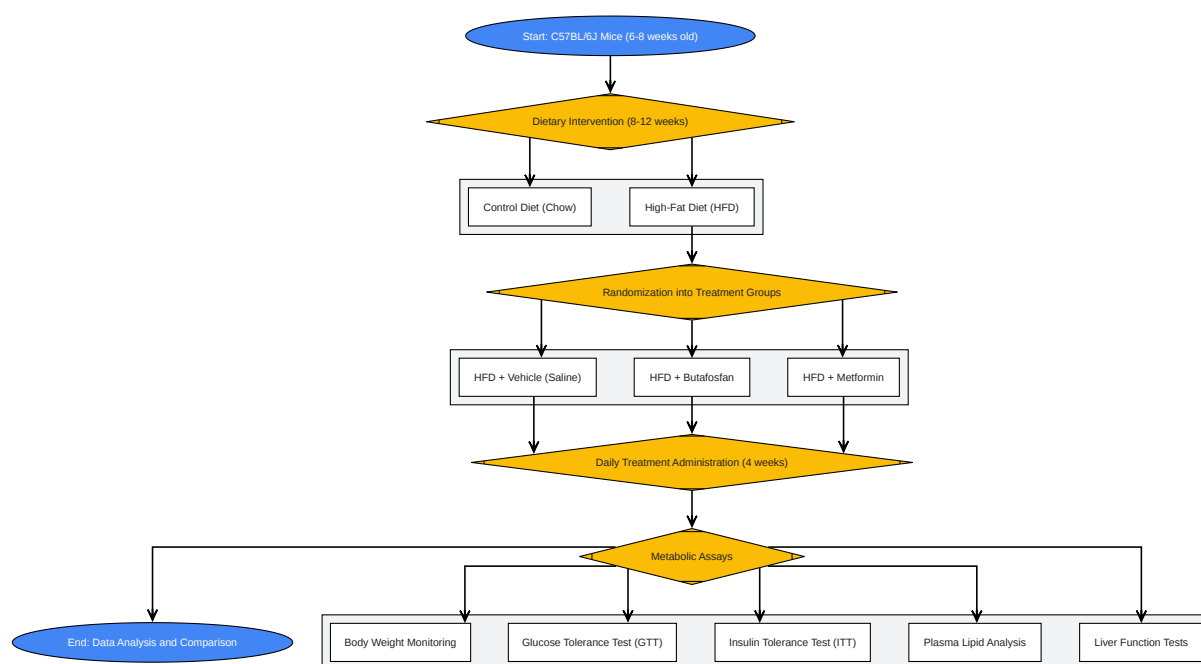 Start: C57BL/6J Mice (6-8 weeks old)
Dietary Intervention (8-12 weeks)
Control Diet (Chow)
High-Fat Diet (HFD)
Randomization into Treatment Groups
HFD + Vehicle (Saline)
HFD + Butafosfan
HFD + Metformin
Daily Treatment Administration (4 weeks)
Metabolic Assays
End: Data Analysis and Comparison
Body Weight Monitoring
Glucose Tolerance Test (GTT)
Insulin Tolerance Test (ITT)
Plasma Lipid Analysis
Liver Function Tests